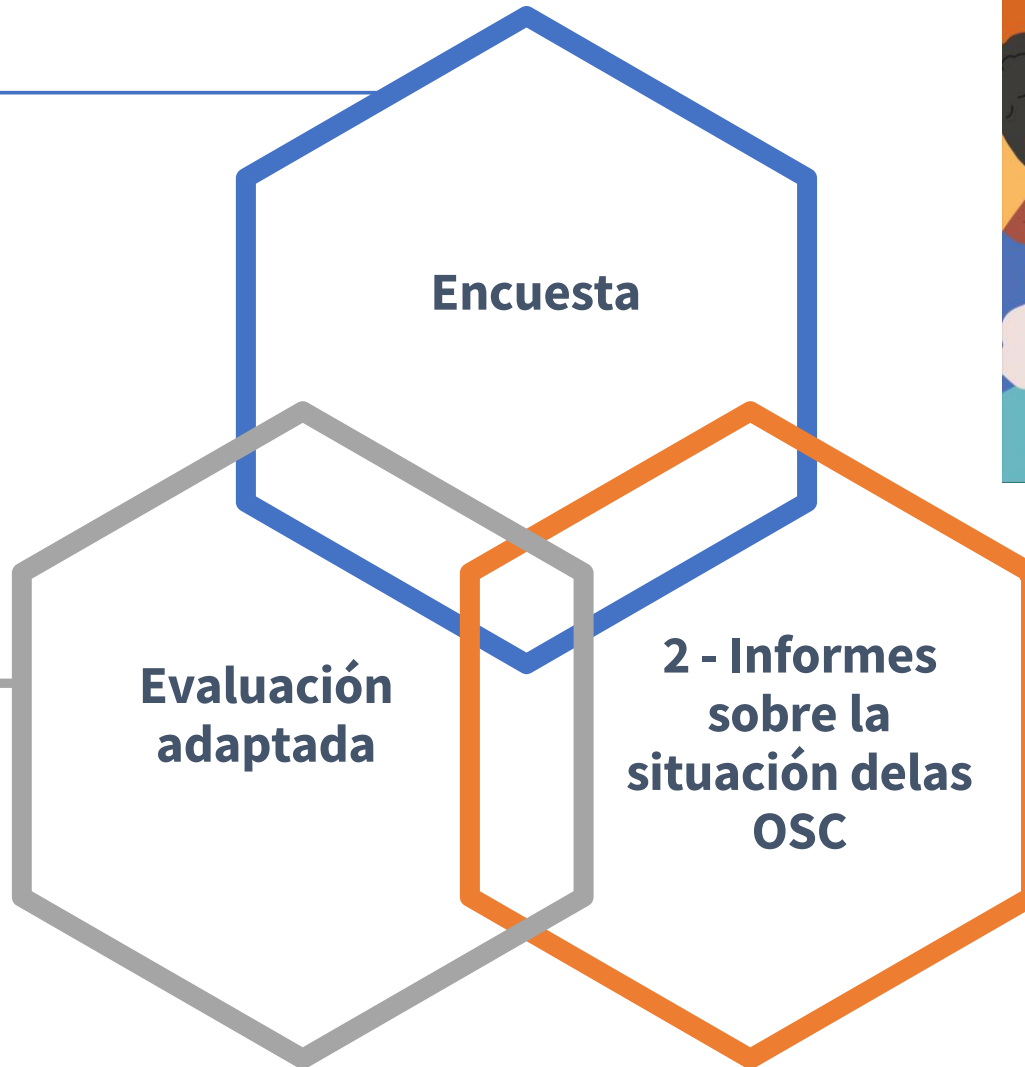 Encuesta
Evaluación
adaptada
2 - Informes
sobre la
situación delas
OSC